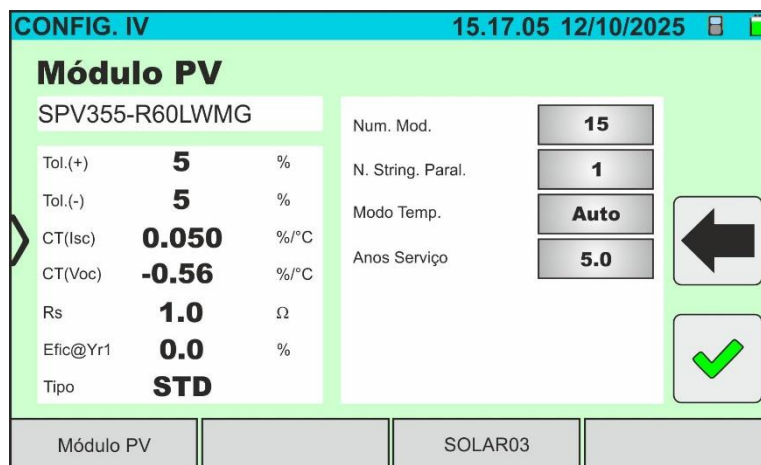 CONFIG. IV 15.17.05 12/10/2025
Módulo PV
SPV355-R60LWMG
Tol.(+) 5 %
Tol.(-) 5 %
CT(Isc) 0.050 %/°C
CT(Voc) -0.56 %/°C
Rs 1.0 Ω
Efic@Yr1 0.0 %
Tipo STD
Num. Mod. 15
N. String. Paral. 1
Modo Temp. Auto
Anos Serviço 5.0
Módulo PV SOLAR03